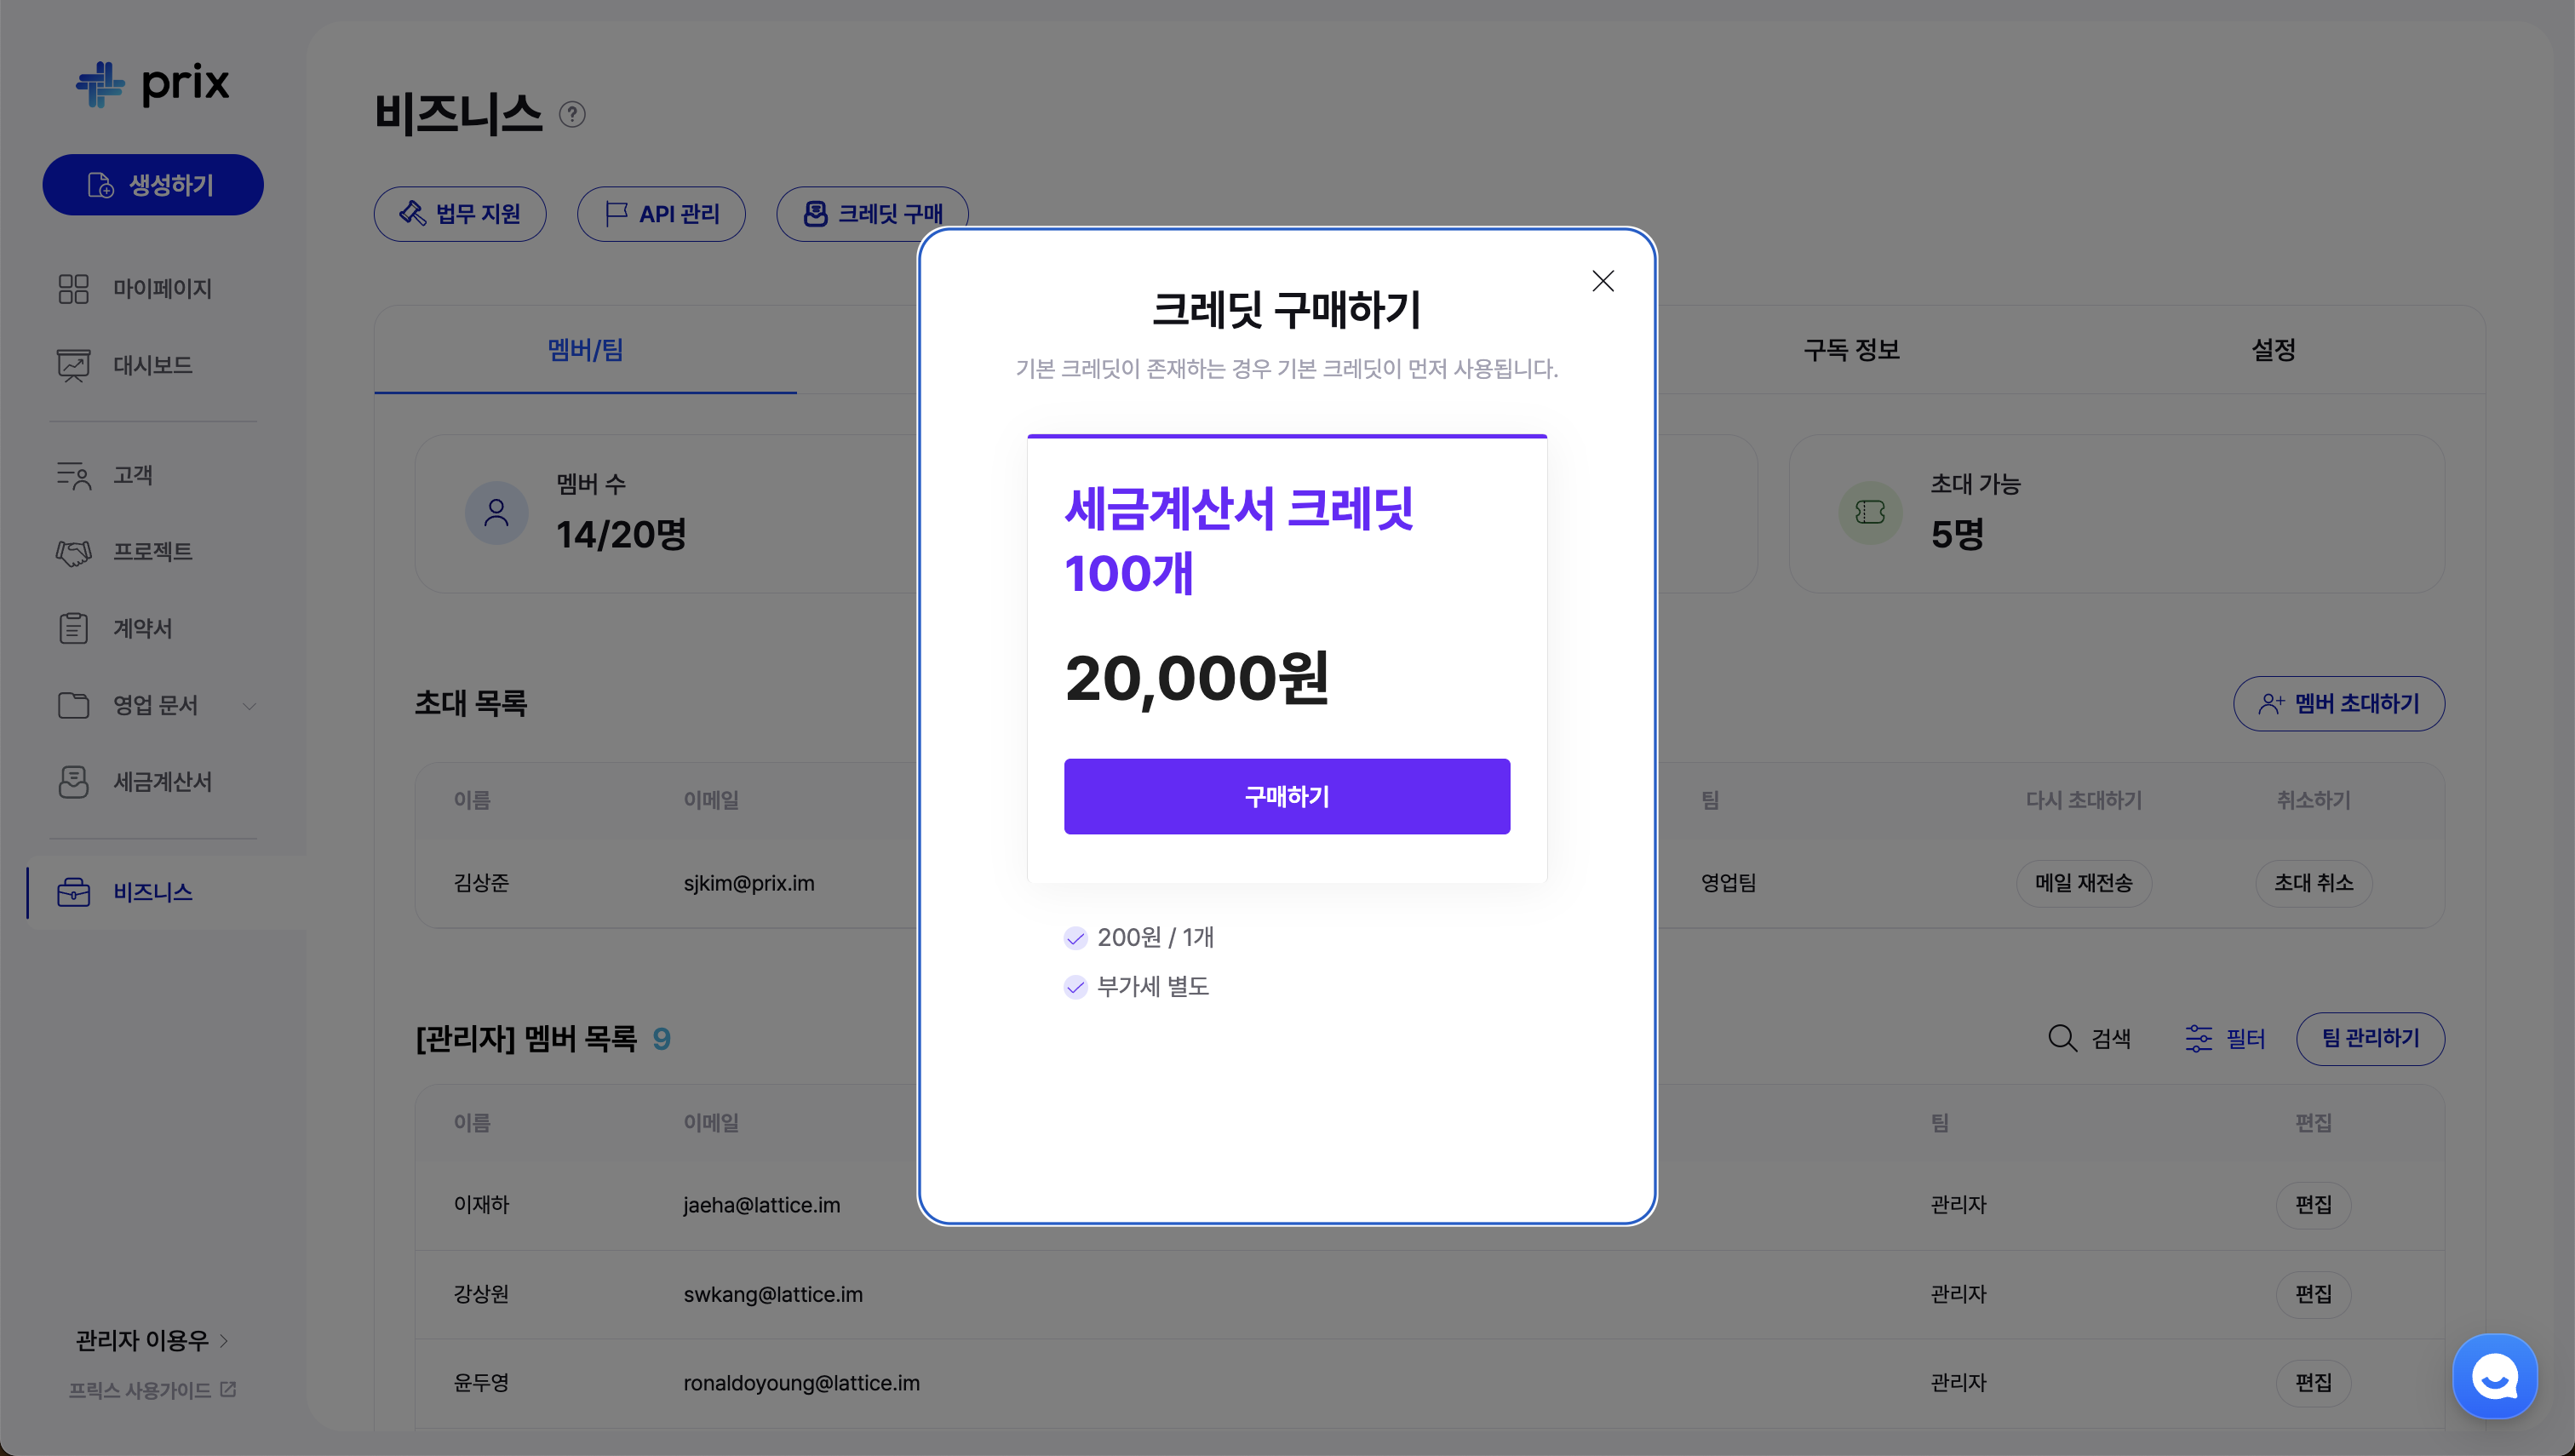 prix
생성하기
마이페이지
대시보드
고객
프로젝트
계약서
영업 문서
세금계산서
비즈니스
관리자 이용우
프릭스 사용가이드
비즈니스 ?
법무 지원
API 관리
크레딧 구매
멤버/팀
구독 정보
설정
멤버 수
14/20명
초대 가능
5명
초대 목록
멤버 초대하기
이름 이메일 팀 다시 초대하기 취소하기
김상준 sjkim@prix.im 영업팀 메일 재전송 초대 취소
[관리자] 멤버 목록 9
검색 필터 팀 관리하기
이름 이메일 팀 편집
이재하 jaeha@lattice.im 관리자 편집
강상원 swkang@lattice.im 관리자 편집
윤두영 ronaldoyoung@lattice.im 관리자 편집
크레딧 구매하기
기본 크레딧이 존재하는 경우 기본 크레딧이 먼저 사용됩니다.
세금계산서 크레딧
100개
20,000원
구매하기
200원 / 1개
부가세 별도